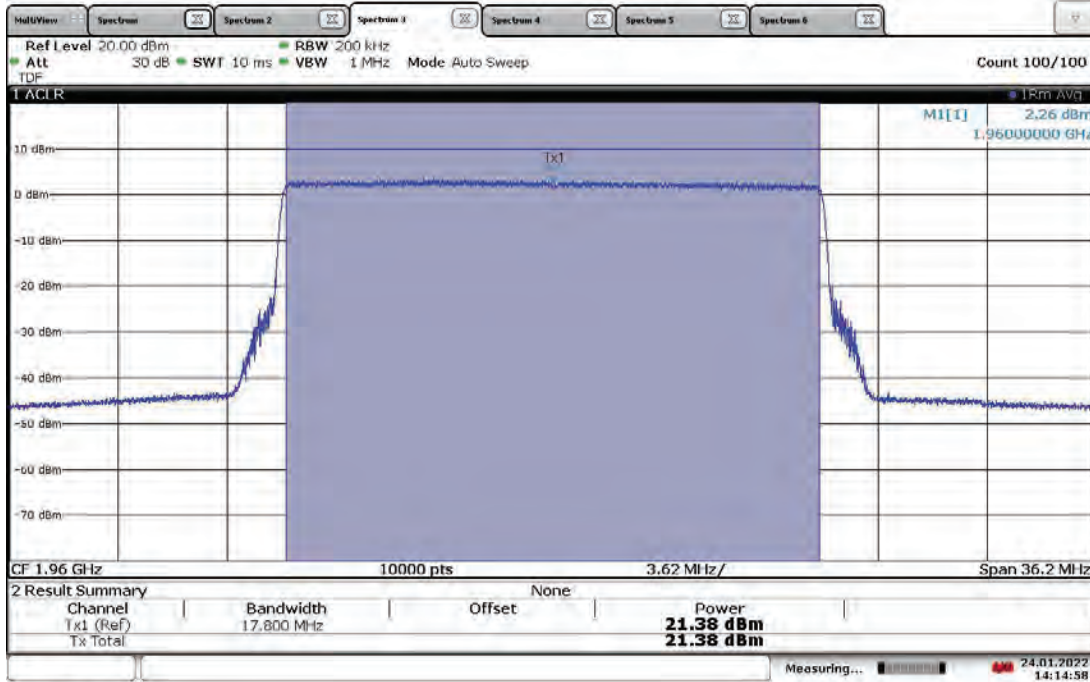 MultiView Spectrum Spectrum 2 Spectrum 3 Spectrum 4 Spectrum 5 Spectrum 6
Ref Level 20.00 dBm RBW 200 kHz
Att 30 dB SWT 10 ms VBW 1 MHz Mode Auto Sweep Count 100/100
TDF
1 ACLR 1Rm Avg
M1[1] 2.26 dBm
1.96000000 GHz
10 dBm
Tx1
0 dBm
-10 dBm
-20 dBm
-30 dBm
-40 dBm
-50 dBm
-60 dBm
-70 dBm
CF 1.96 GHz 10000 pts 3.62 MHz/ Span 36.2 MHz
2 Result Summary None
Channel Bandwidth Offset Power
Tx1 (Ref) 17.800 MHz 21.38 dBm
Tx Total 21.38 dBm
Measuring... 24.01.2022
14:14:58